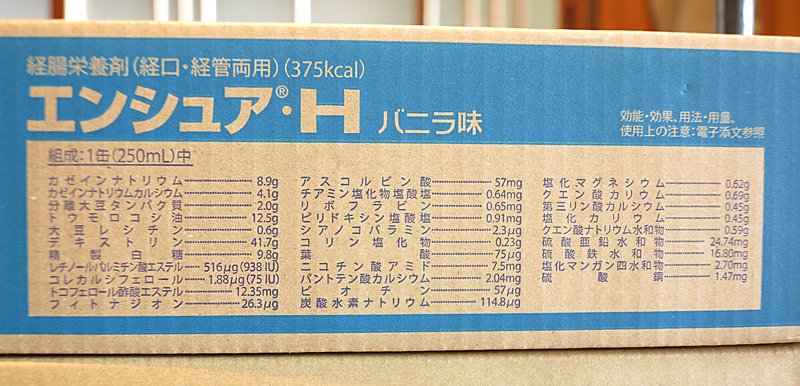 経腸栄養剤(経口・経管両用)(375kcal)
エンシュア®・H バニラ味
効能・効果、用法・用量、
使用上の注意:電子添文参照
組成:1缶(250mL)中
カゼインナトリウム 8.9g
カゼインナトリウムカルシウム 4.1g
分離大豆タンパク質 2.0g
トウモロコシ油 12.5g
大豆レシチン 0.6g
デキストリン 41.7g
精製白糖 9.8g
レチノールパルミチン酸エステル 516μg(938 IU)
コレカルシフェロール 1.88μg(75 IU)
トコフェロール酢酸エステル 12.35mg
フィトナジオン 26.3μg
アスコルビン酸 57mg
チアミン塩化物塩酸塩 0.64mg
リボフラビン 0.65mg
ピリドキシン塩酸塩 0.91mg
シアノコバラミン 2.3μg
コリン塩化物 0.23g
葉酸 75μg
ニコチン酸アミド 7.5mg
パントテン酸カルシウム 2.04mg
ビオチン 57μg
炭酸水素ナトリウム 114.8μg
塩化マグネシウム 0.62g
クエン酸カリウム 0.69g
第三リン酸カルシウム 0.45g
塩化カリウム 0.45g
クエン酸ナトリウム水和物 0.59g
硫酸亜鉛水和物 24.74mg
硫酸鉄水和物 16.80mg
塩化マンガン四水和物 2.70mg
硫酸銅 1.47mg